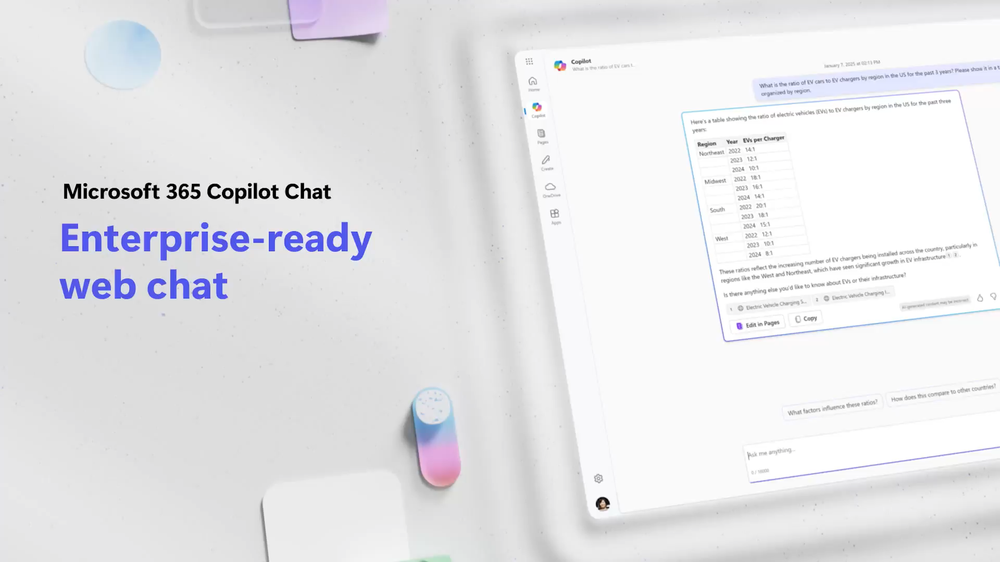 Microsoft 365 Copilot Chat
Enterprise-ready
web chat
Copilot
What is the ratio of EV cars t...
Home
Copilot
Pages
Create
OneDrive
Apps
January 7, 2025 at 02:13 PM
What is the ratio of EV cars to EV chargers by region in the US for the past 3 years? Please show it in a
organized by region.
Here's a table showing the ratio of electric vehicles (EVs) to EV chargers by region in the US for the past three
years:
Region Year EVs per Charger
Northeast 2022 14:1
2023 12:1
2024 10:1
Midwest 2022 18:1
2023 16:1
2024 14:1
South 2022 20:1
2023 18:1
2024 15:1
West 2022 12:1
2023 10:1
2024 8:1
These ratios reflect the increasing number of EV chargers being installed across the country, particularly in
regions like the West and Northeast, which have seen significant growth in EV infrastructure 1 2 .
Is there anything else you'd like to know about EVs or their infrastructure?
1 Electric Vehicle Charging S... 2 Electric Vehicle Charging I...
AI-generated content may be incorrect
Edit in Pages Copy
What factors influence these ratios? How does this compare to other countries?
Ask me anything...
0 / 16000